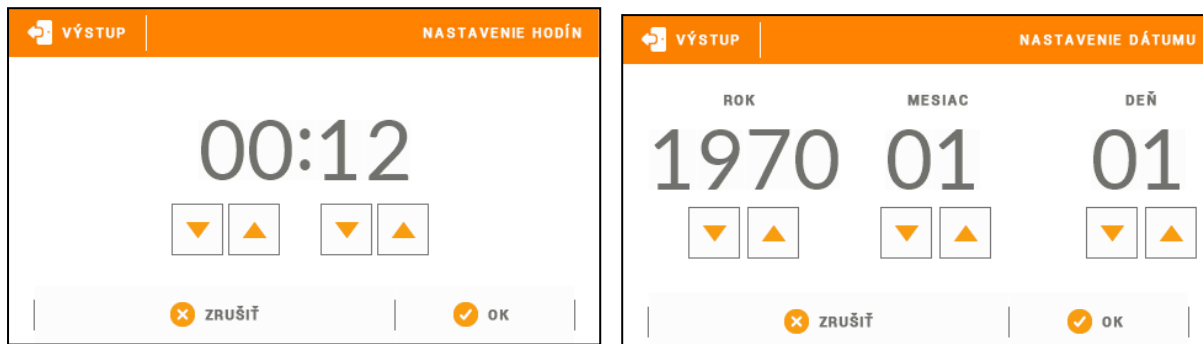 VÝSTUP NASTAVENIE HODÍN
00:12
ZRUŠIŤ OK
VÝSTUP NASTAVENIE DÁTUMU
ROK MESIAC DEŇ
1970 01 01
ZRUŠIŤ OK